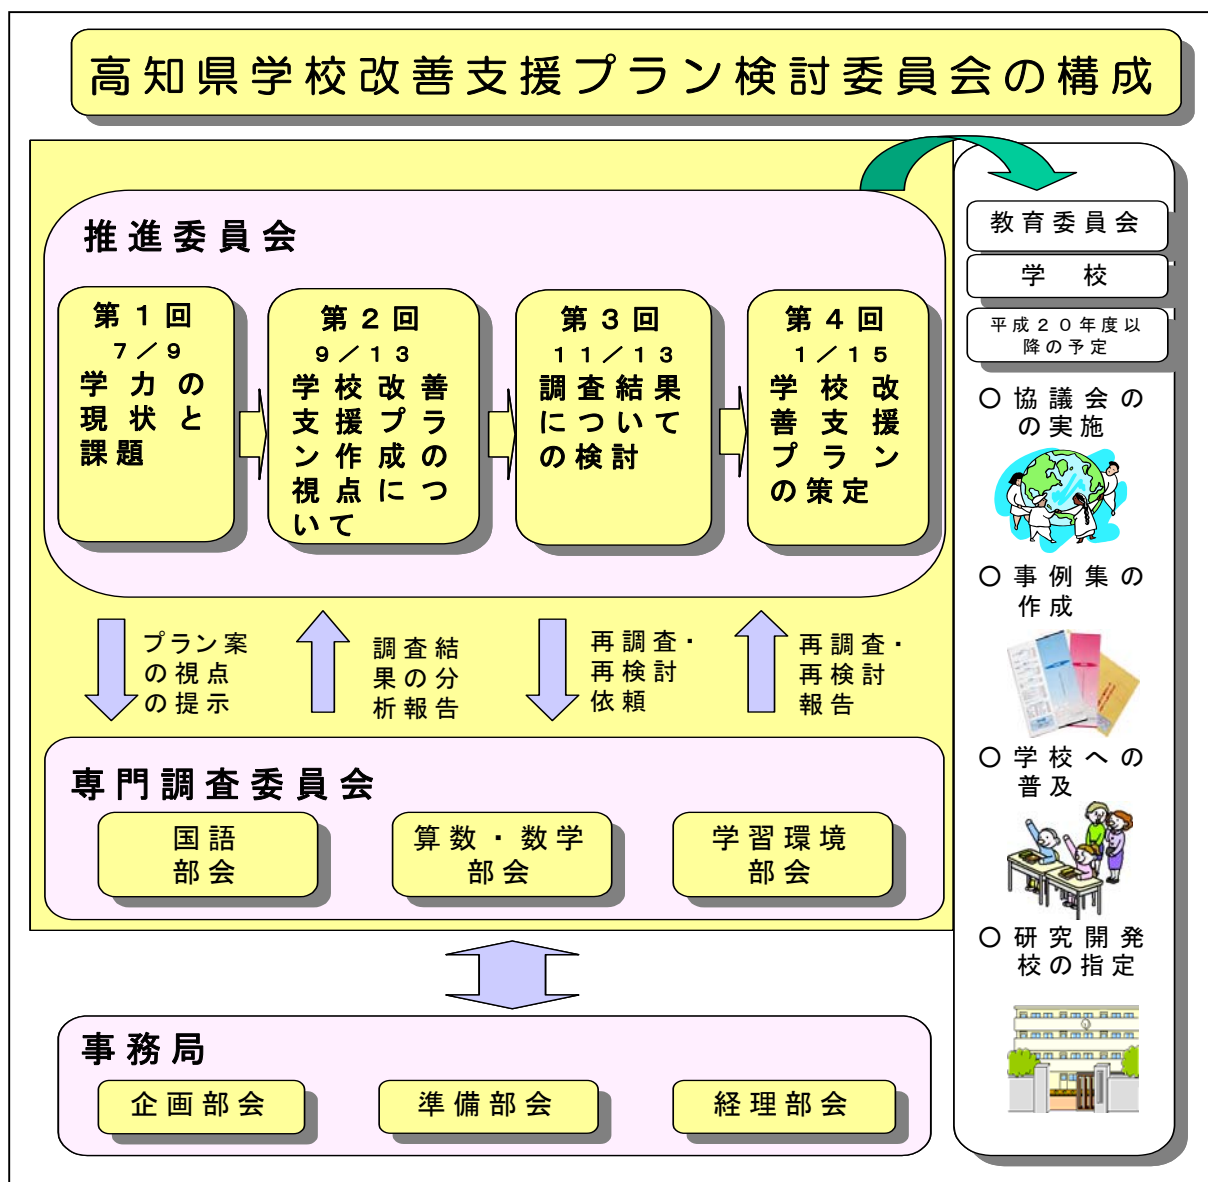 高知県学校改善支援プラン検討委員会の構成
推進委員会
第１回
７／９
学力の
現状と
課題
第２回
９／１３
学校改善
支援プラ
ン作成の
視点につ
いて
第３回
１１／１３
調査結果
について
の検討
第４回
１／１５
学校改
善支援
プラン
の策定
プラン案
の視点
の提示
調査結
果の分
析報告
再調査・
再検討
依頼
再調査・
再検討
報告
専門調査委員会
国語
部会
算数・数学
部会
学習環境
部会
事務局
企画部会
準備部会
経理部会
教育委員会
学　校
平成２０年度以
降の予定
○協議会の
の実施
○事例集の
作成
○学校への
普及
○研究開発
校の指定